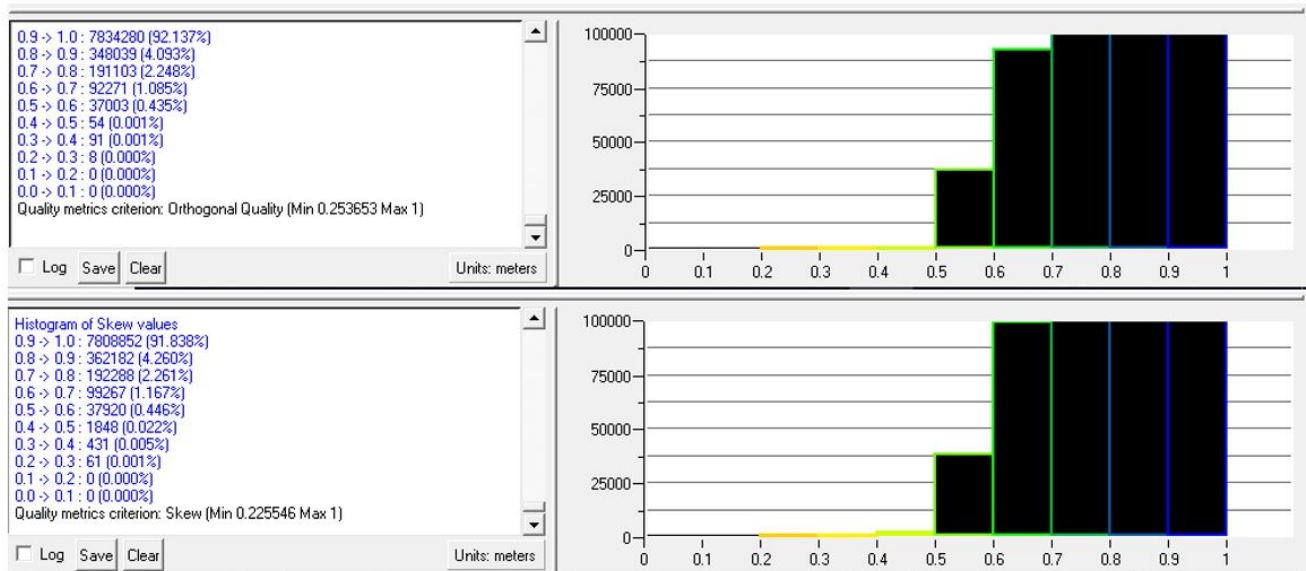 0.9 -> 1.0 : 7834280 (92.137%)
0.8 -> 0.9 : 348039 (4.093%)
0.7 -> 0.8 : 191103 (2.248%)
0.6 -> 0.7 : 92271 (1.085%)
0.5 -> 0.6 : 37003 (0.435%)
0.4 -> 0.5 : 54 (0.001%)
0.3 -> 0.4 : 91 (0.001%)
0.2 -> 0.3 : 8 (0.000%)
0.1 -> 0.2 : 0 (0.000%)
0.0 -> 0.1 : 0 (0.000%)
Quality metrics criterion: Orthogonal Quality (Min 0.253653 Max 1)
Log Save Clear Units: meters
100000
75000
50000
25000
0
0 0.1 0.2 0.3 0.4 0.5 0.6 0.7 0.8 0.9 1
Histogram of Skew values
0.9 -> 1.0 : 7808852 (91.838%)
0.8 -> 0.9 : 362182 (4.260%)
0.7 -> 0.8 : 192288 (2.261%)
0.6 -> 0.7 : 99267 (1.167%)
0.5 -> 0.6 : 37920 (0.446%)
0.4 -> 0.5 : 1848 (0.022%)
0.3 -> 0.4 : 431 (0.005%)
0.2 -> 0.3 : 61 (0.001%)
0.1 -> 0.2 : 0 (0.000%)
0.0 -> 0.1 : 0 (0.000%)
Quality metrics criterion: Skew (Min 0.225546 Max 1)
Log Save Clear Units: meters
100000
75000
50000
25000
0
0 0.1 0.2 0.3 0.4 0.5 0.6 0.7 0.8 0.9 1